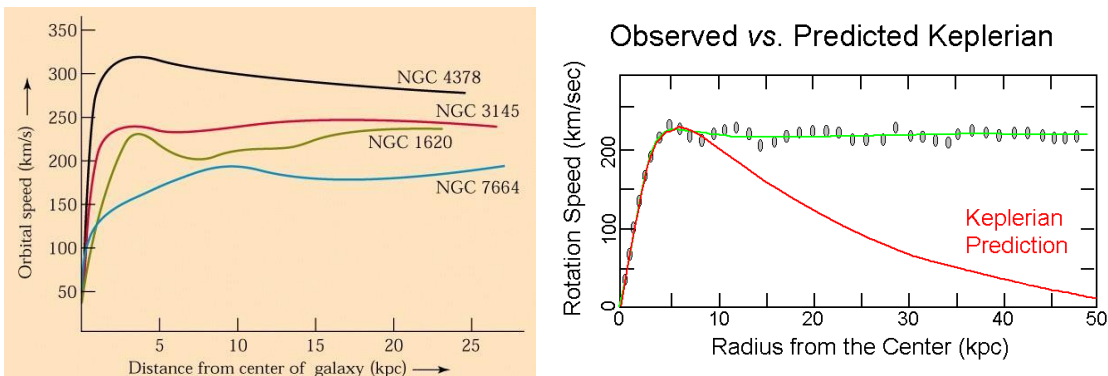 350
300
250
200
150
100
50
Orbital speed (km/s)
NGC 4378
NGC 3145
NGC 1620
NGC 7664
5
10
15
20
25
Distance from center of galaxy (kpc)
Observed vs. Predicted Keplerian
Rotation Speed (km/sec)
200
100
0
Keplerian
Prediction
0
10
20
30
40
50
Radius from the Center (kpc)